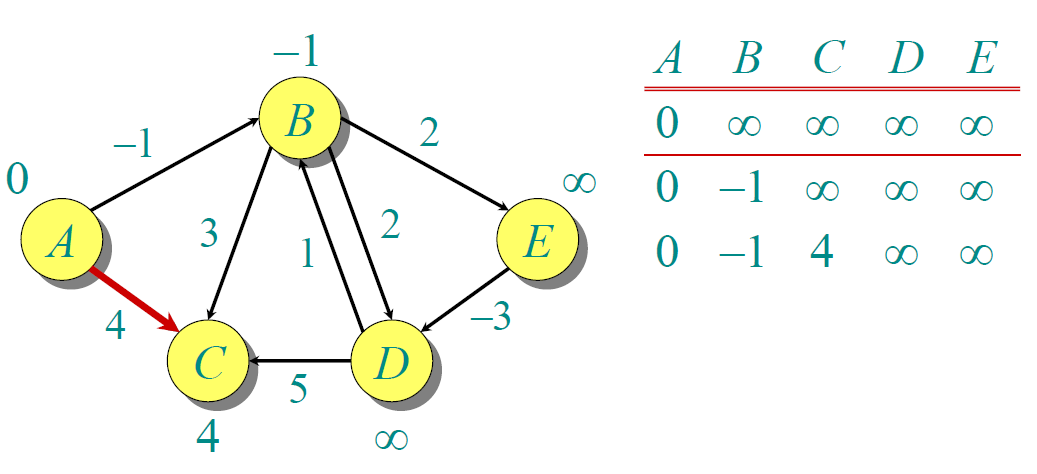 −1
B
−1
2
0
∞
A
3
1
2
E
4
−3
C
D
5
4
∞
A B C D E
0 ∞ ∞ ∞ ∞
0 −1 ∞ ∞ ∞
0 −1 4 ∞ ∞